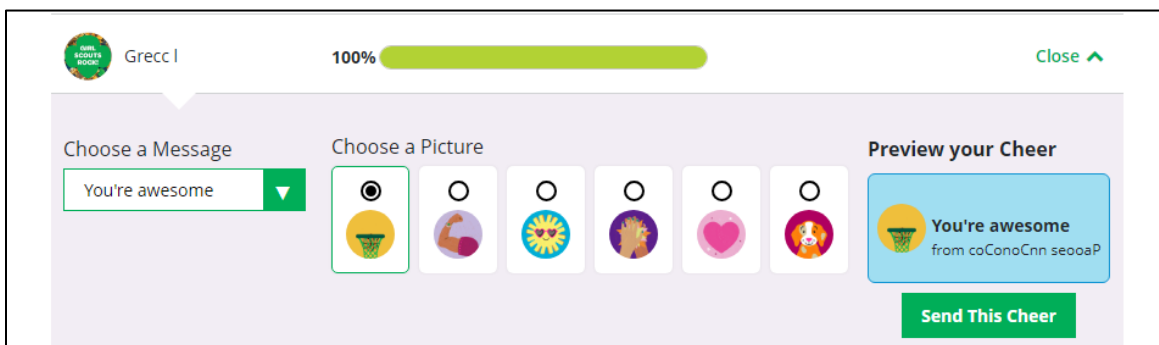 GIRL
SCOUTS
ROCK!
Grecc l
100%
Close
Choose a Message
You're awesome
Choose a Picture
Preview your Cheer
You're awesome
from coConoCnn seooaP
Send This Cheer